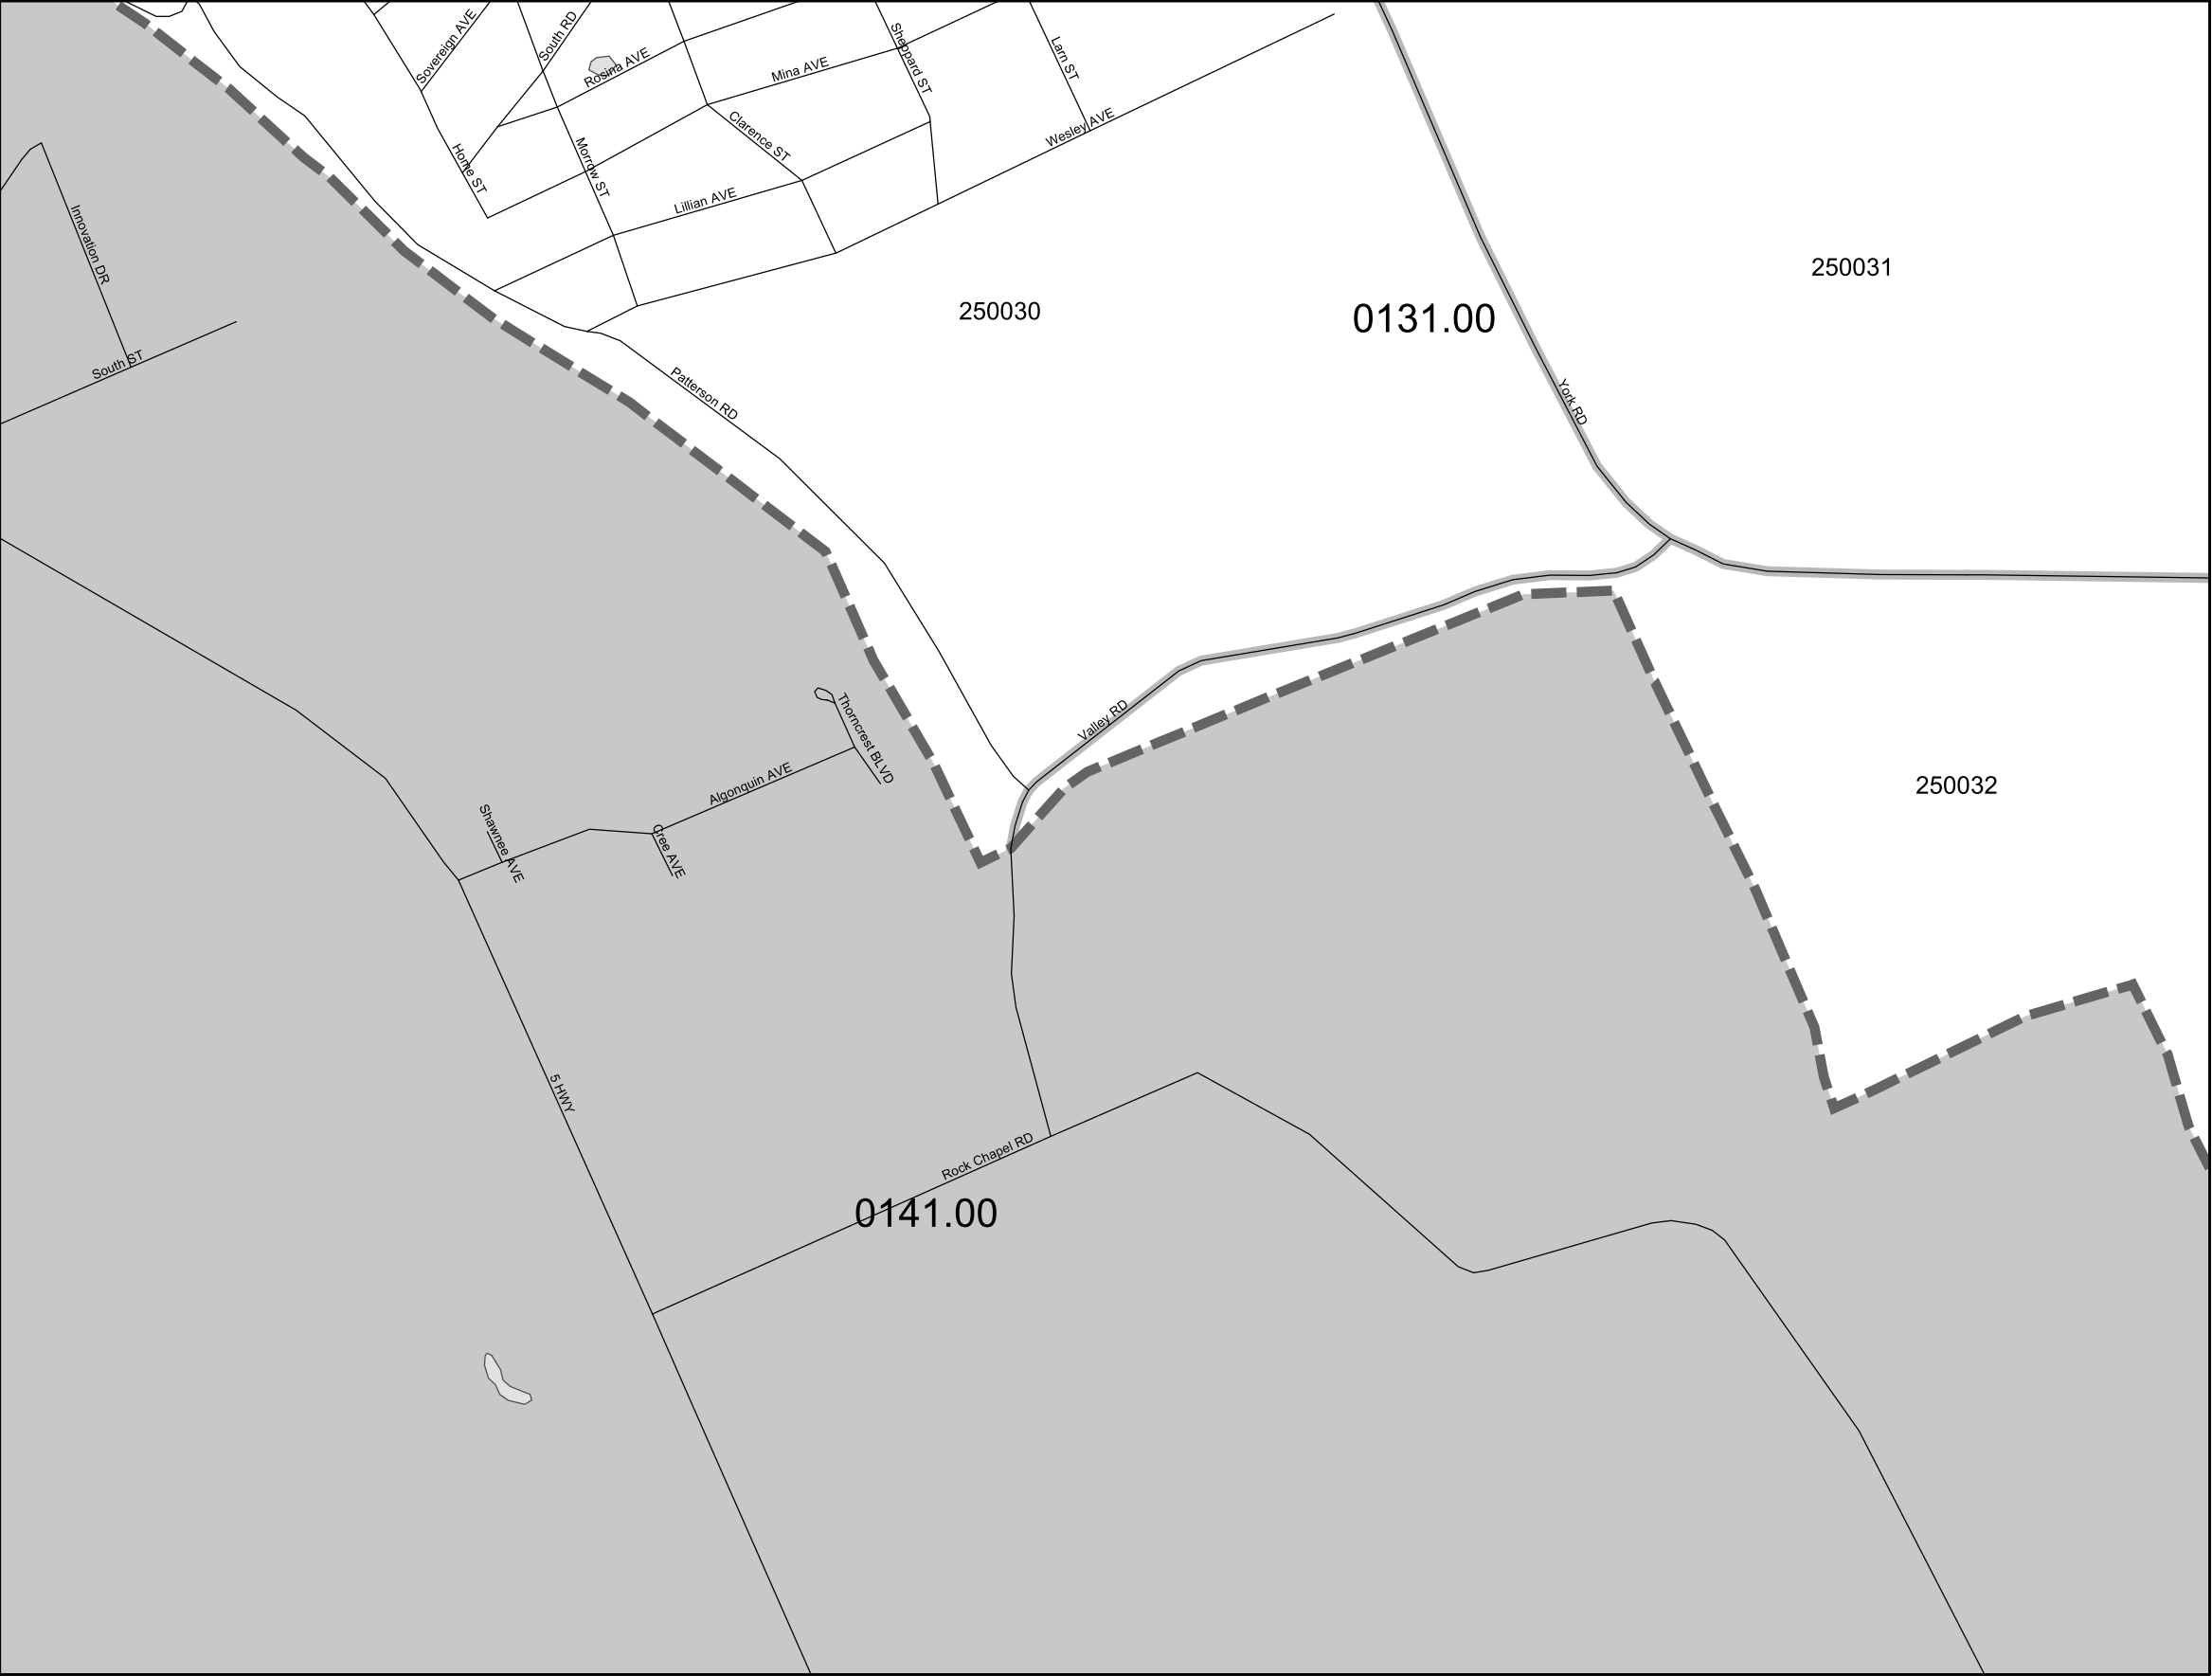 Sovereign AVE
South RD
Rosina AVE
Mina AVE
Sheppard ST
Larn ST
Wesley AVE
Clarence ST
Home ST
Morrow ST
Lillian AVE
Innovation DR
250031
250030
0131.00
South ST
Patterson RD
York RD
Thorncrest BLVD
Valley RD
Algonquin AVE
250032
Shawnee AVE
Cree AVE
5 HWY
Rock Chapel RD
0141.00